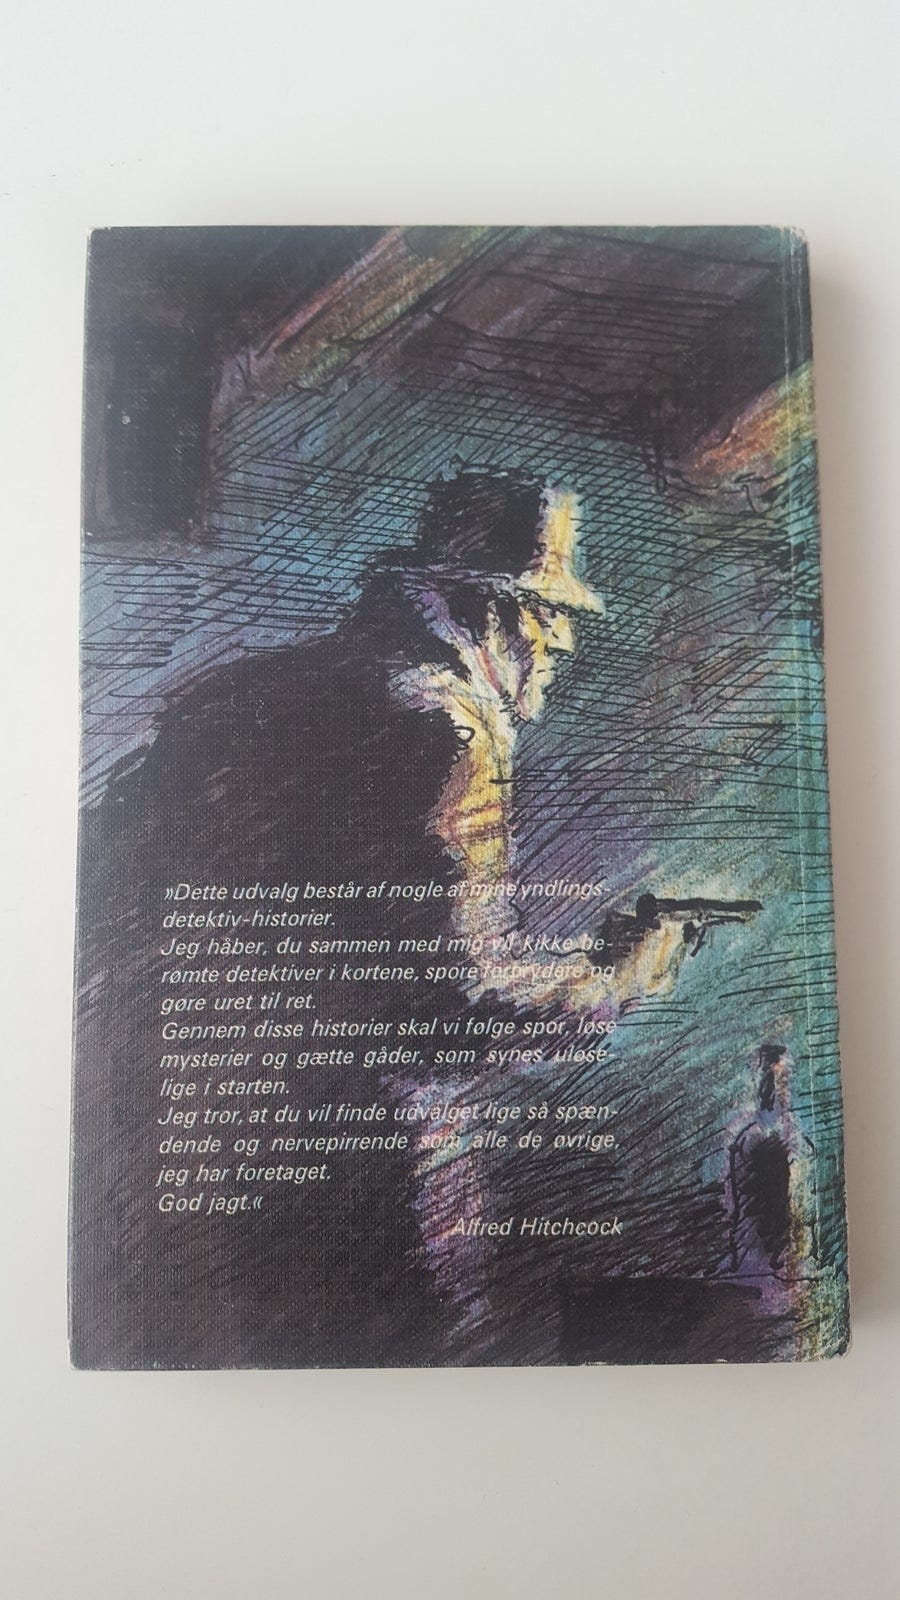 »Dette udvalg består af nogle af mine yndlings-
detektiv-historier.
Jeg håber, du sammen med mig vil kikke be-
rømte detektiver i kortene, spore forbrydere og
gøre uret til ret.
Gennem disse historier skal vi følge spor, løse
mysterier og gætte gåder, som synes uløse-
lige i starten.
Jeg tror, at du vil finde udvalget lige så spæn-
dende og nervepirrende som alle de øvrige,
jeg har foretaget.
God jagt.«
Alfred Hitchcock